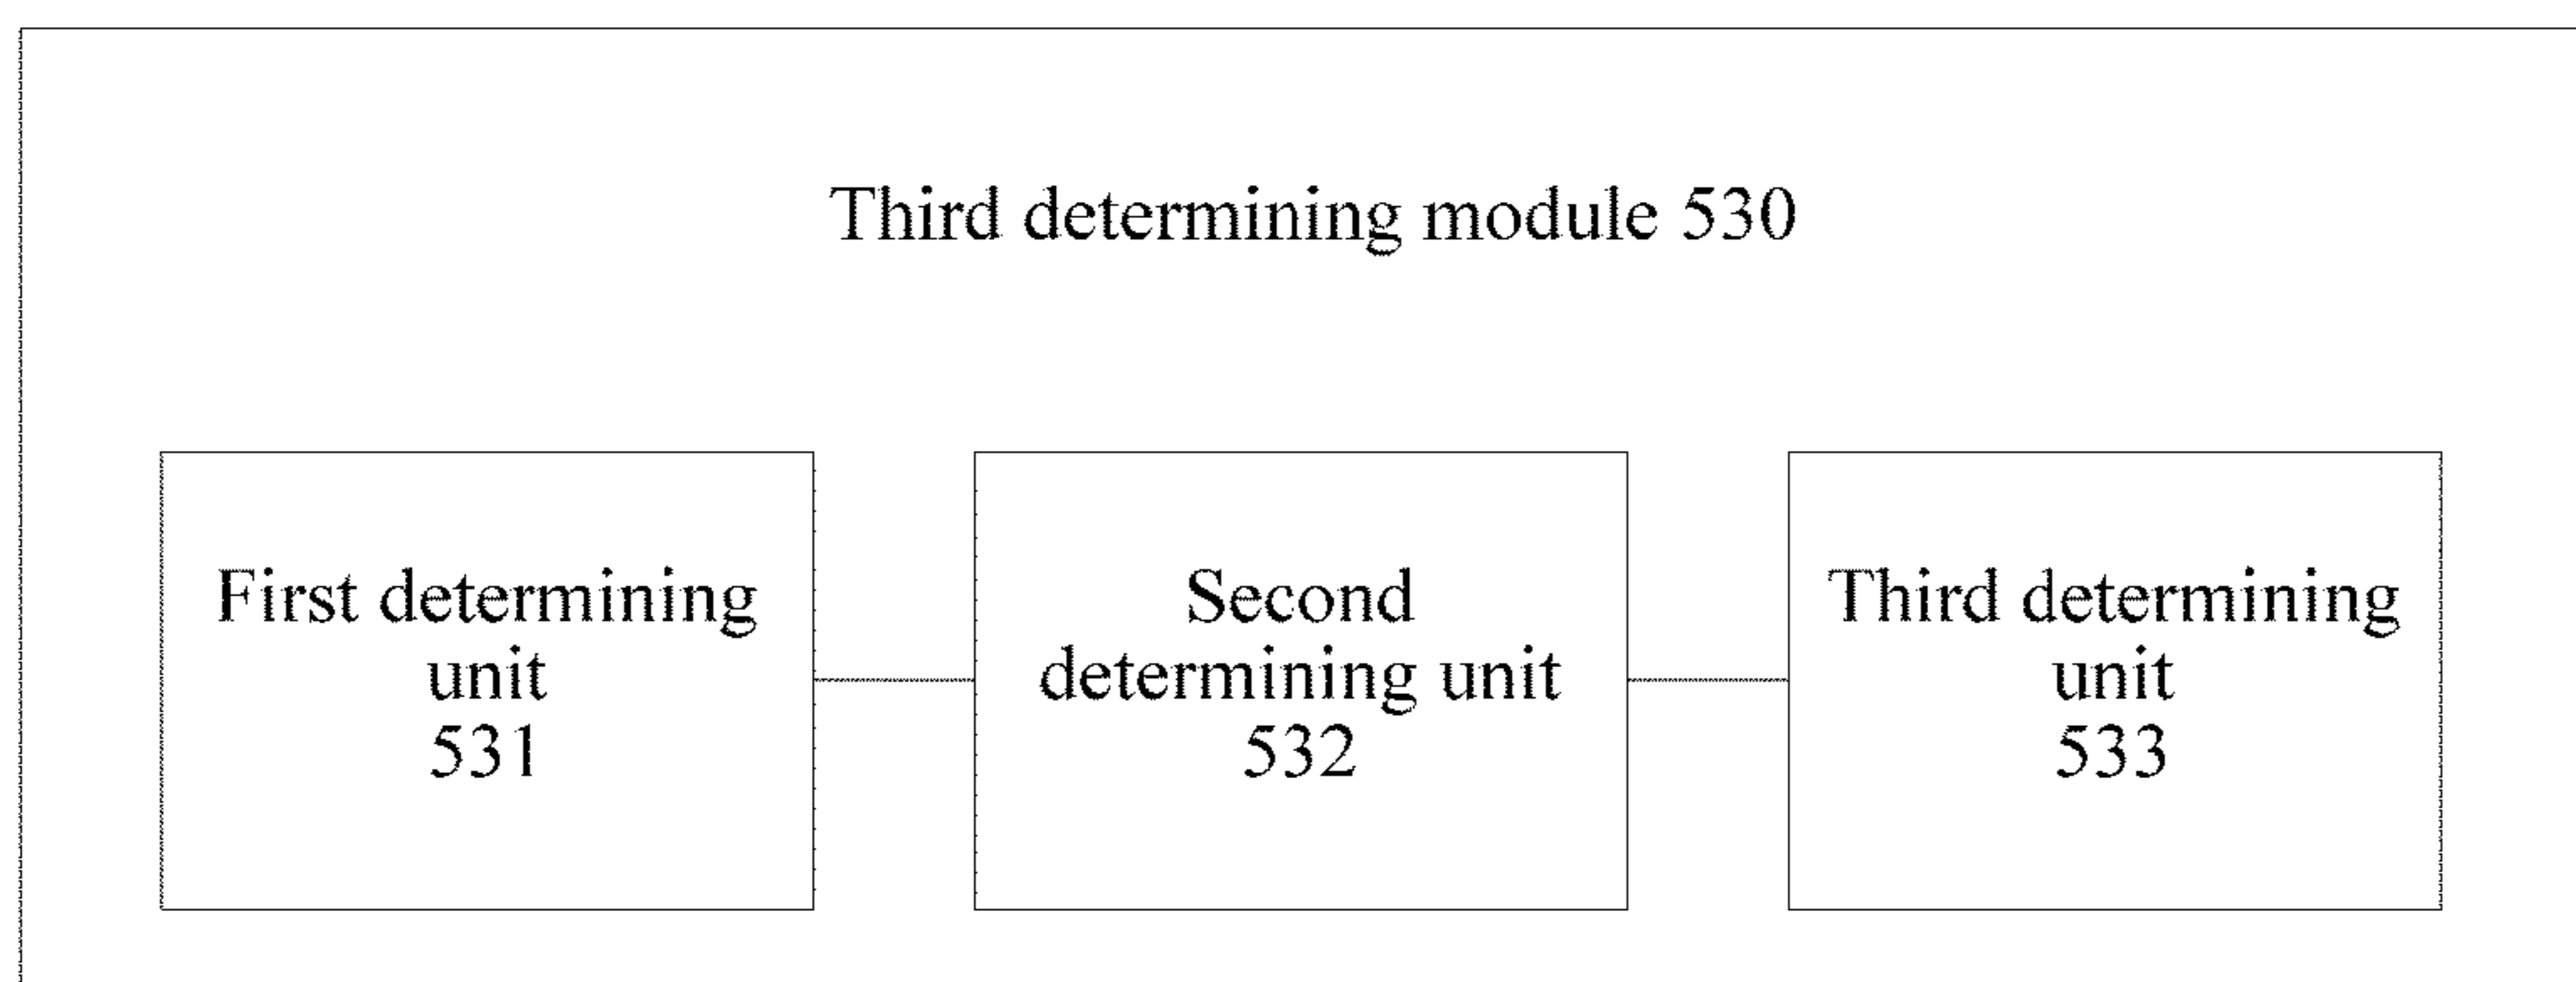 Third determining module 530
First determining
unit
531
Second
determining unit
532
Third determining
unit
533